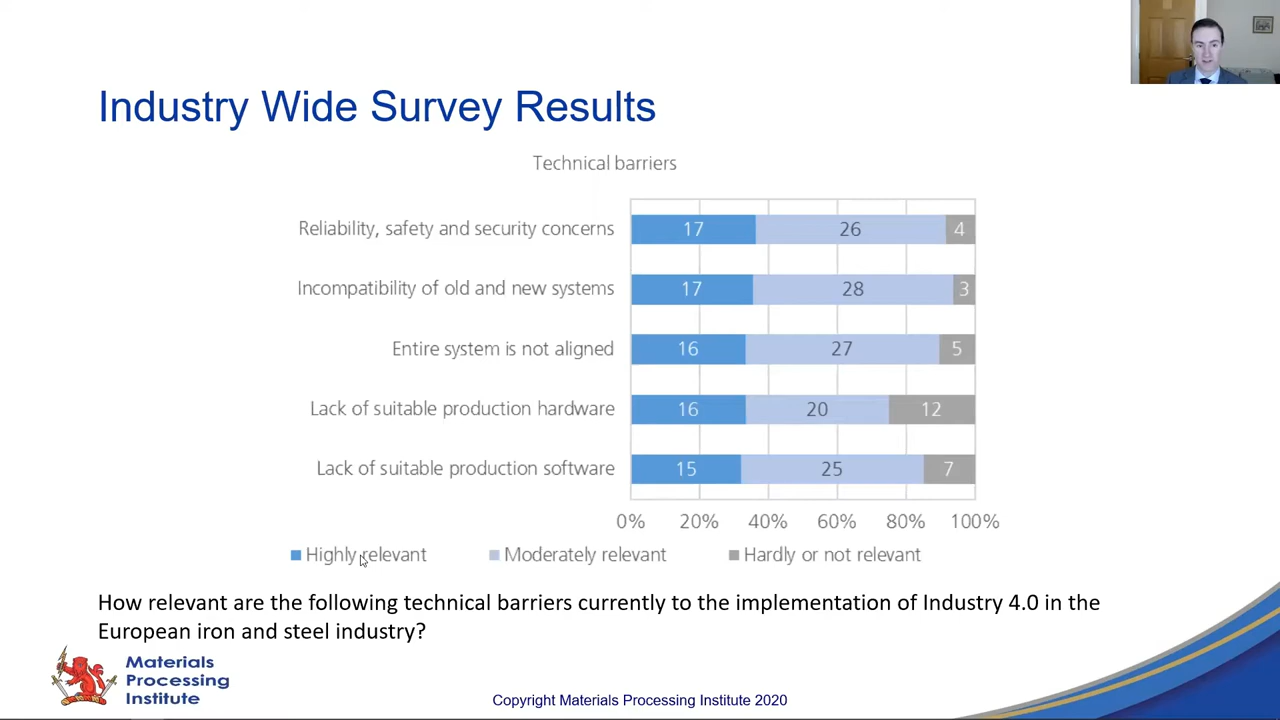 Industry Wide Survey Results
Technical barriers
Reliability, safety and security concerns
17 26 4
Incompatibility of old and new systems
17 28 3
Entire system is not aligned
16 27 5
Lack of suitable production hardware
16 20 12
Lack of suitable production software
15 25 7
0% 20% 40% 60% 80% 100%
Highly relevant Moderately relevant Hardly or not relevant
How relevant are the following technical barriers currently to the implementation of Industry 4.0 in the
European iron and steel industry?
Materials
Processing
Institute
Copyright Materials Processing Institute 2020